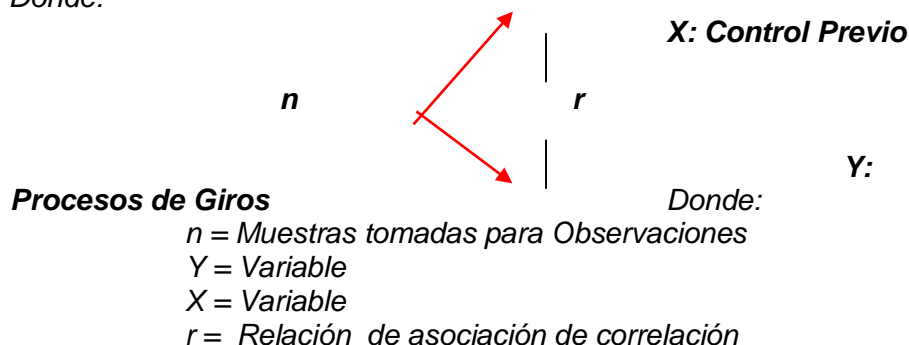 Donde:
X: Control Previo
n r
Y:
Procesos de Giros Donde:
n = Muestras tomadas para Observaciones
Y = Variable
X = Variable
r = Relación de asociación de correlación